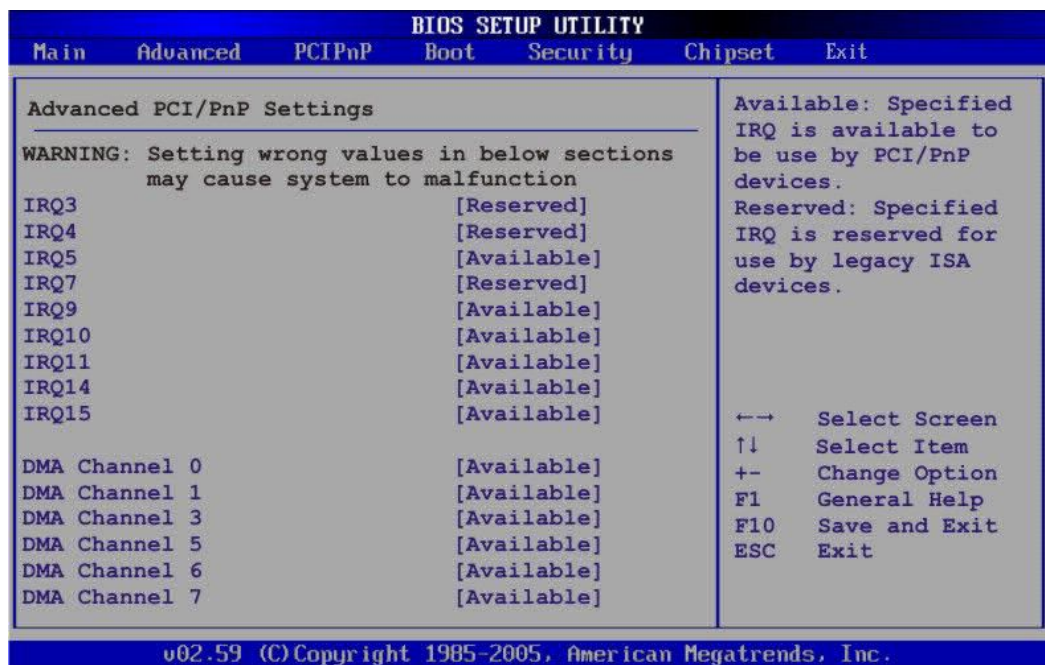 BIOS SETUP UTILITY
Main Advanced PCIPnP Boot Security Chipset Exit
Advanced PCI/PnP Settings
WARNING: Setting wrong values in below sections
may cause system to malfunction
IRQ3 [Reserved]
IRQ4 [Reserved]
IRQ5 [Available]
IRQ7 [Reserved]
IRQ9 [Available]
IRQ10 [Available]
IRQ11 [Available]
IRQ14 [Available]
IRQ15 [Available]
DMA Channel 0 [Available]
DMA Channel 1 [Available]
DMA Channel 3 [Available]
DMA Channel 5 [Available]
DMA Channel 6 [Available]
DMA Channel 7 [Available]
Available: Specified
IRQ is available to
be use by PCI/PnP
devices.
Reserved: Specified
IRQ is reserved for
use by legacy ISA
devices.
←→ Select Screen
↑↓ Select Item
+- Change Option
F1 General Help
F10 Save and Exit
ESC Exit
v02.59 (C)Copyright 1985-2005, American Megatrends, Inc.